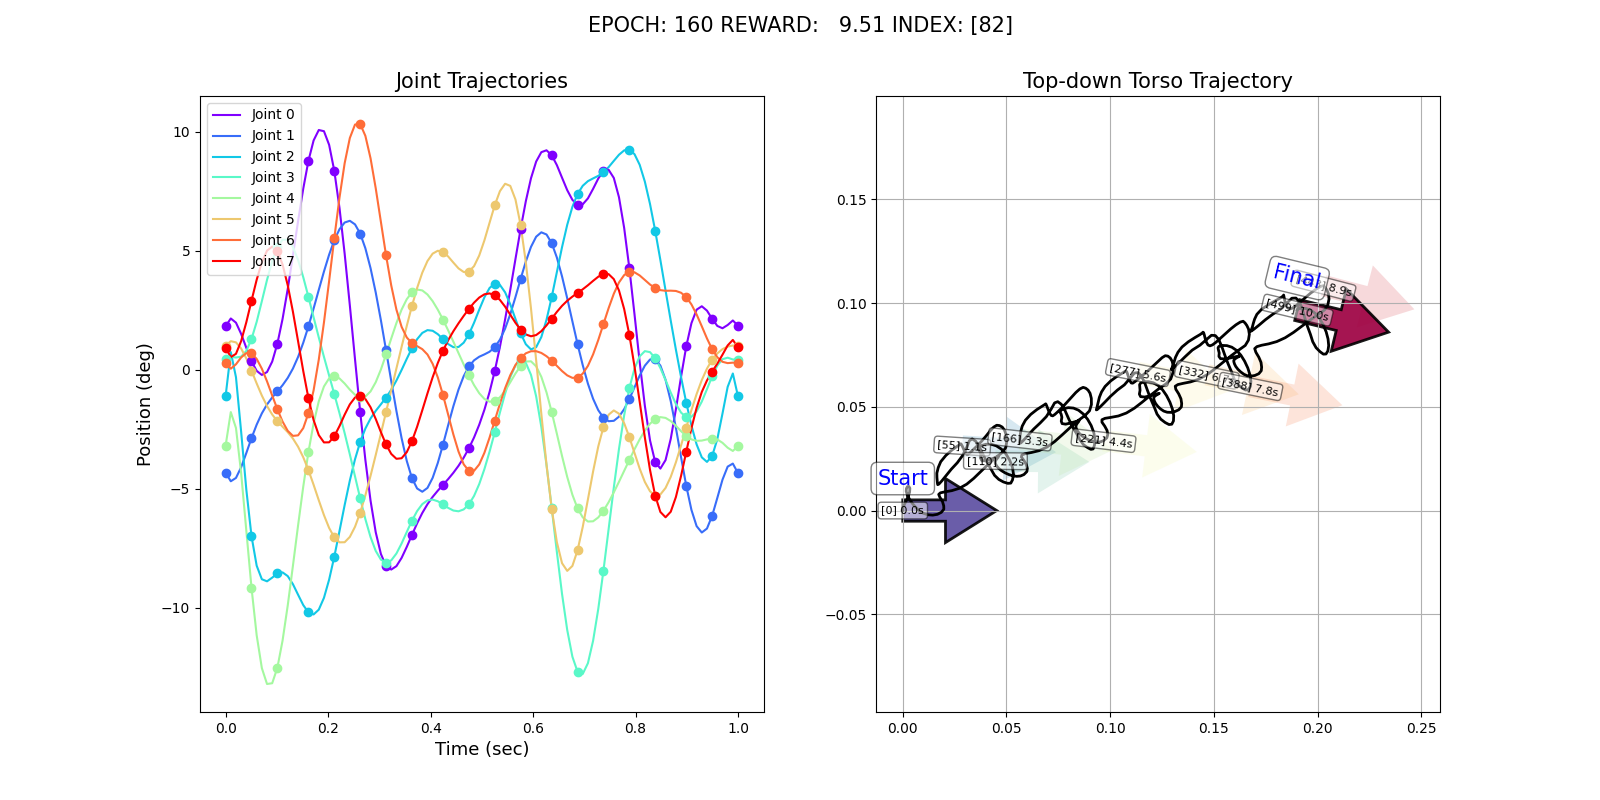 EPOCH: 160 REWARD:   9.51 INDEX: [82]
Joint Trajectories
Position (deg)
10
5
0
−5
−10
Joint 0
Joint 1
Joint 2
Joint 3
Joint 4
Joint 5
Joint 6
Joint 7
0.0
0.2
0.4
0.6
0.8
1.0
Time (sec)
Top-down Torso Trajectory
0.15
0.10
0.05
0.00
−0.05
Final
8.9s
[499] 10.0s
[277] 5.6s
[332] 6
[388] 7.8s
[55] 1.1s
[166] 3.3s
[221] 4.4s
[110] 2.2s
Start
[0] 0.0s
0.00
0.05
0.10
0.15
0.20
0.25